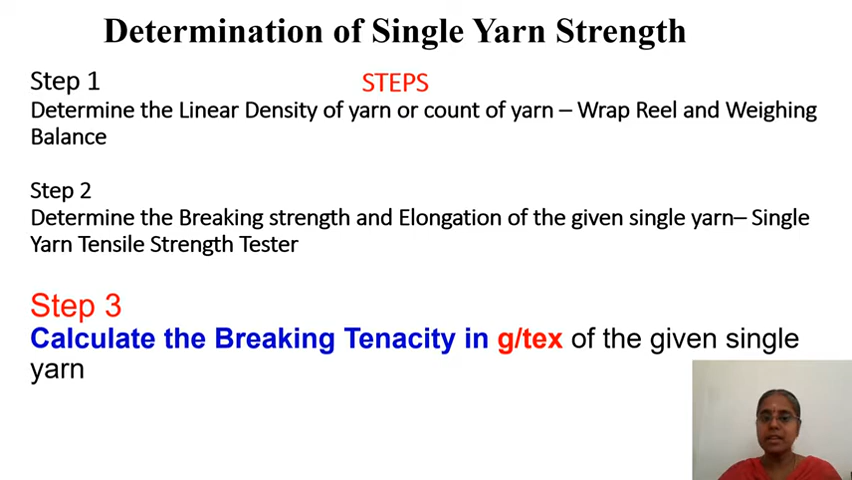 Determination of Single Yarn Strength
Step 1
STEPS
Determine the Linear Density of yarn or count of yarn – Wrap Reel and Weighing
Balance
Step 2
Determine the Breaking strength and Elongation of the given single yarn– Single
Yarn Tensile Strength Tester
Step 3
Calculate the Breaking Tenacity in g/tex of the given single
yarn